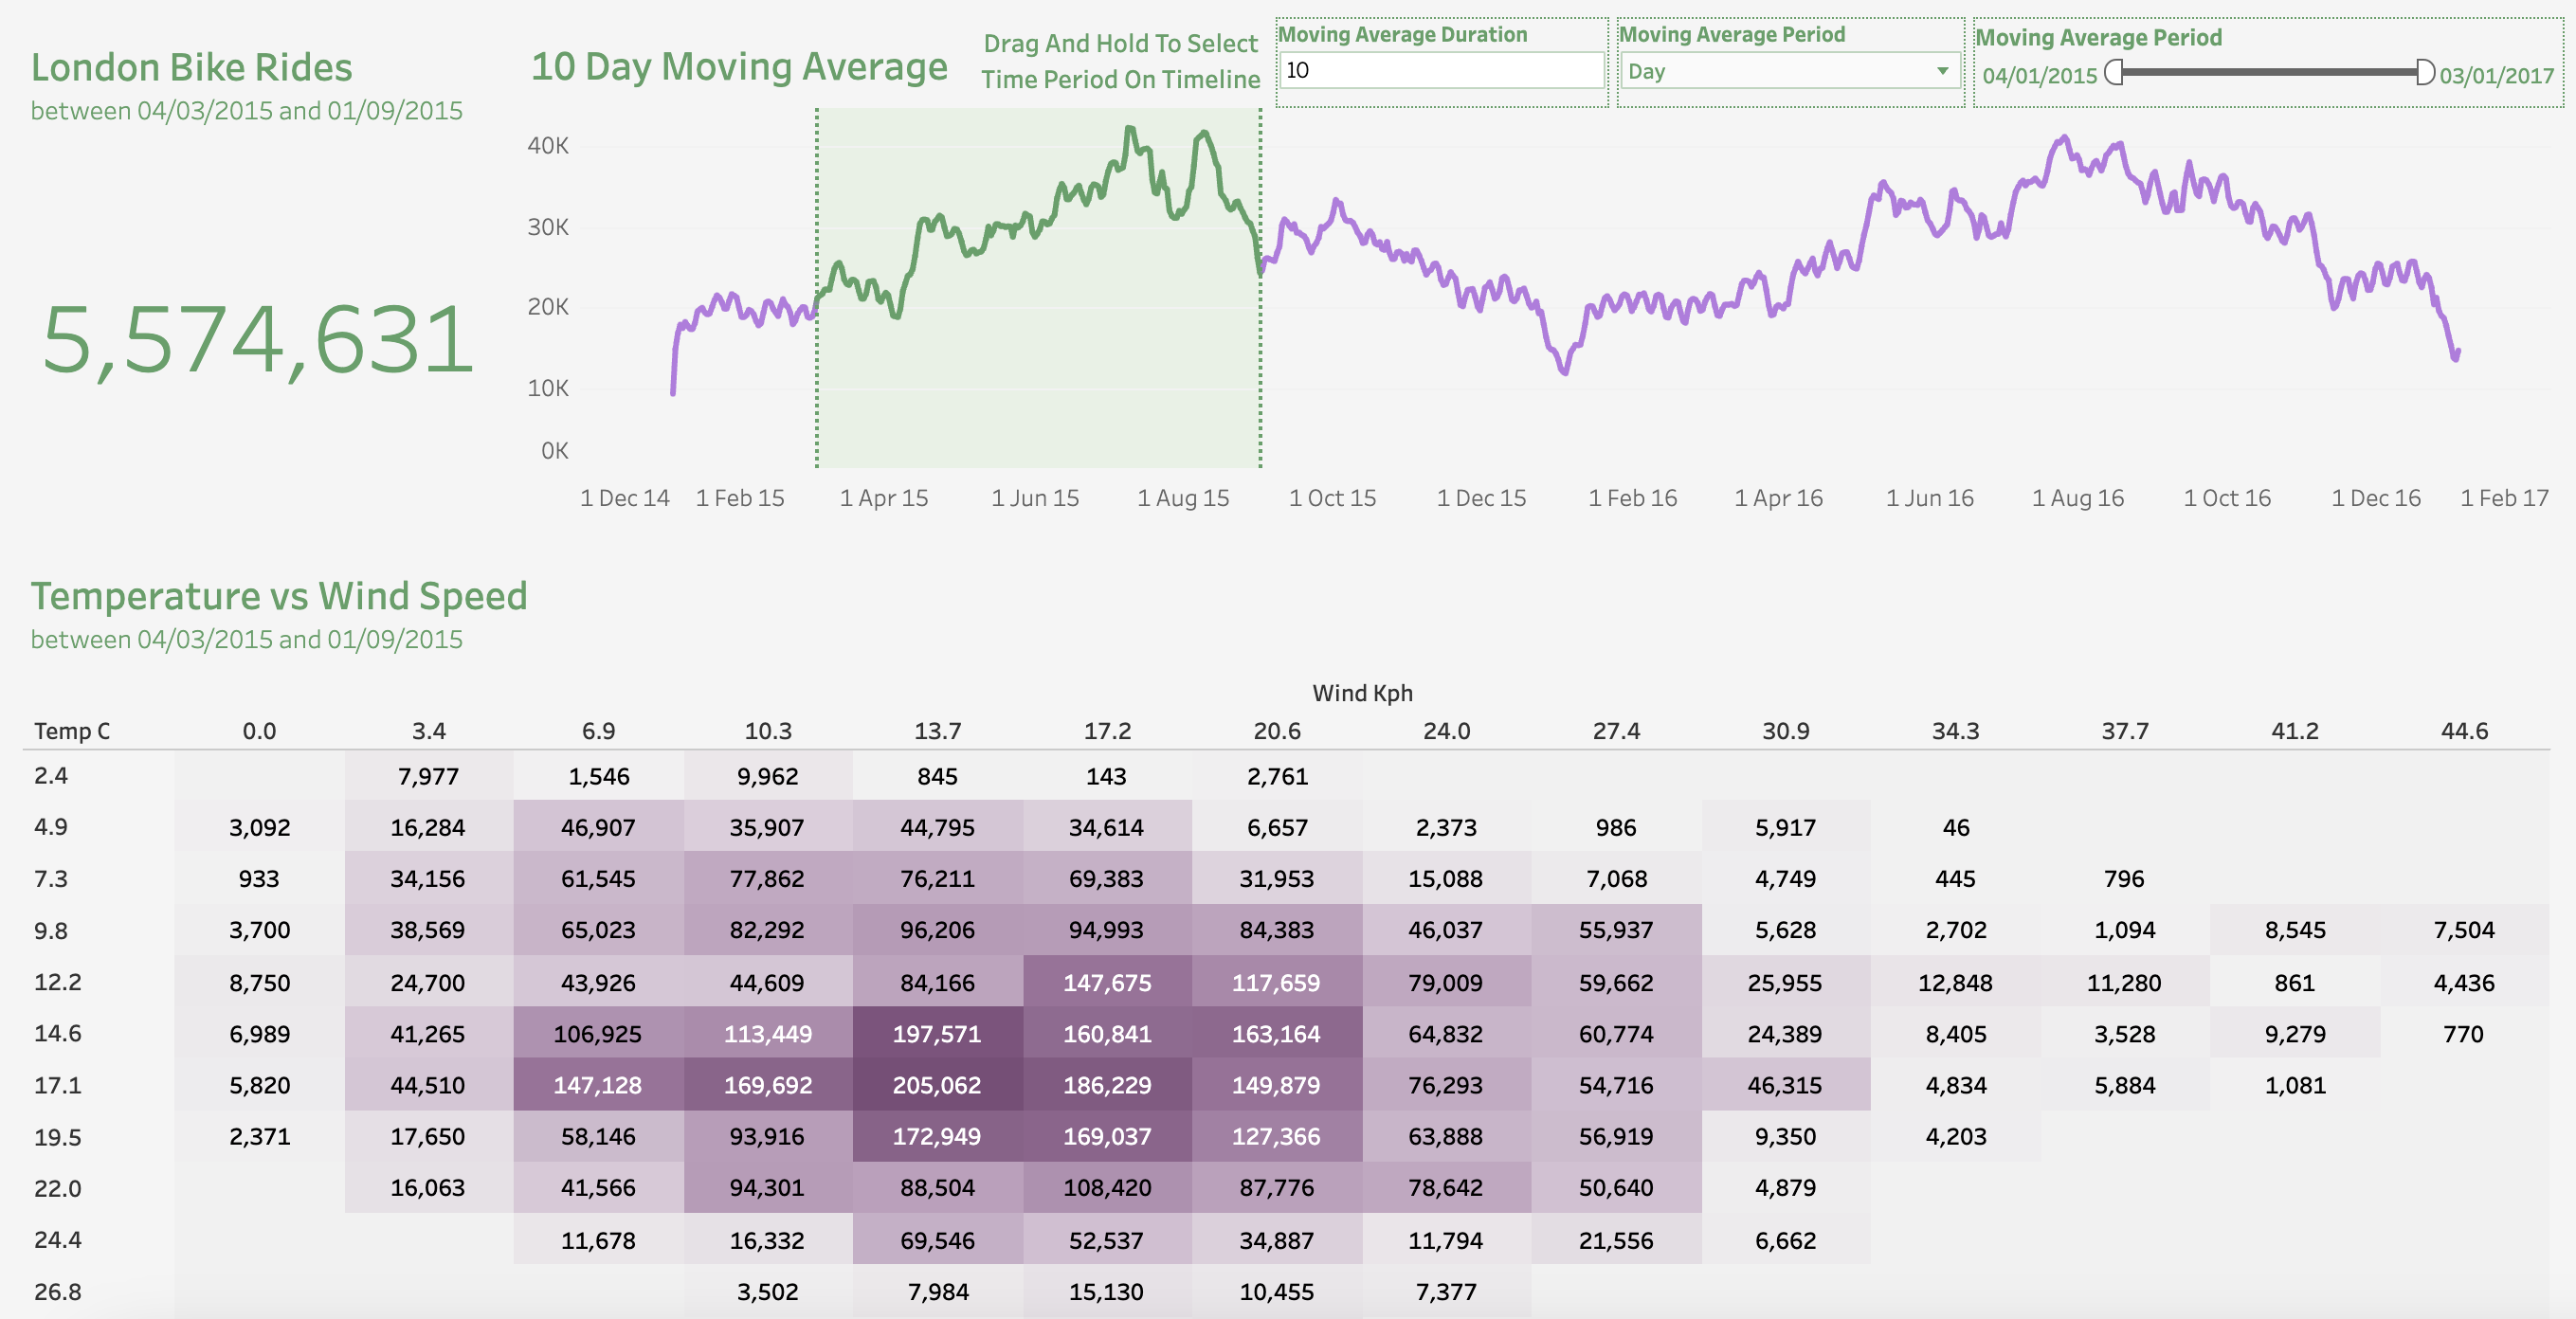 London Bike Rides
between 04/03/2015 and 01/09/2015
5,574,631
10 Day Moving Average
Drag And Hold To Select
Time Period On Timeline
Moving Average Duration
10
Moving Average Period
Day
Moving Average Period
04/01/2015 03/01/2017
40K
30K
20K
10K
0K
1 Dec 14 1 Feb 15 1 Apr 15 1 Jun 15 1 Aug 15 1 Oct 15 1 Dec 15 1 Feb 16 1 Apr 16 1 Jun 16 1 Aug 16 1 Oct 16 1 Dec 16 1 Feb 17
Temperature vs Wind Speed
between 04/03/2015 and 01/09/2015
Wind Kph
Temp C 0.0 3.4 6.9 10.3 13.7 17.2 20.6 24.0 27.4 30.9 34.3 37.7 41.2 44.6
2.4 7,977 1,546 9,962 845 143 2,761
4.9 3,092 16,284 46,907 35,907 44,795 34,614 6,657 2,373 986 5,917 46
7.3 933 34,156 61,545 77,862 76,211 69,383 31,953 15,088 7,068 4,749 445 796
9.8 3,700 38,569 65,023 82,292 96,206 94,993 84,383 46,037 55,937 5,628 2,702 1,094 8,545 7,504
12.2 8,750 24,700 43,926 44,609 84,166 147,675 117,659 79,009 59,662 25,955 12,848 11,280 861 4,436
14.6 6,989 41,265 106,925 113,449 197,571 160,841 163,164 64,832 60,774 24,389 8,405 3,528 9,279 770
17.1 5,820 44,510 147,128 169,692 205,062 186,229 149,879 76,293 54,716 46,315 4,834 5,884 1,081
19.5 2,371 17,650 58,146 93,916 172,949 169,037 127,366 63,888 56,919 9,350 4,203
22.0 16,063 41,566 94,301 88,504 108,420 87,776 78,642 50,640 4,879
24.4 11,678 16,332 69,546 52,537 34,887 11,794 21,556 6,662
26.8 3,502 7,984 15,130 10,455 7,377